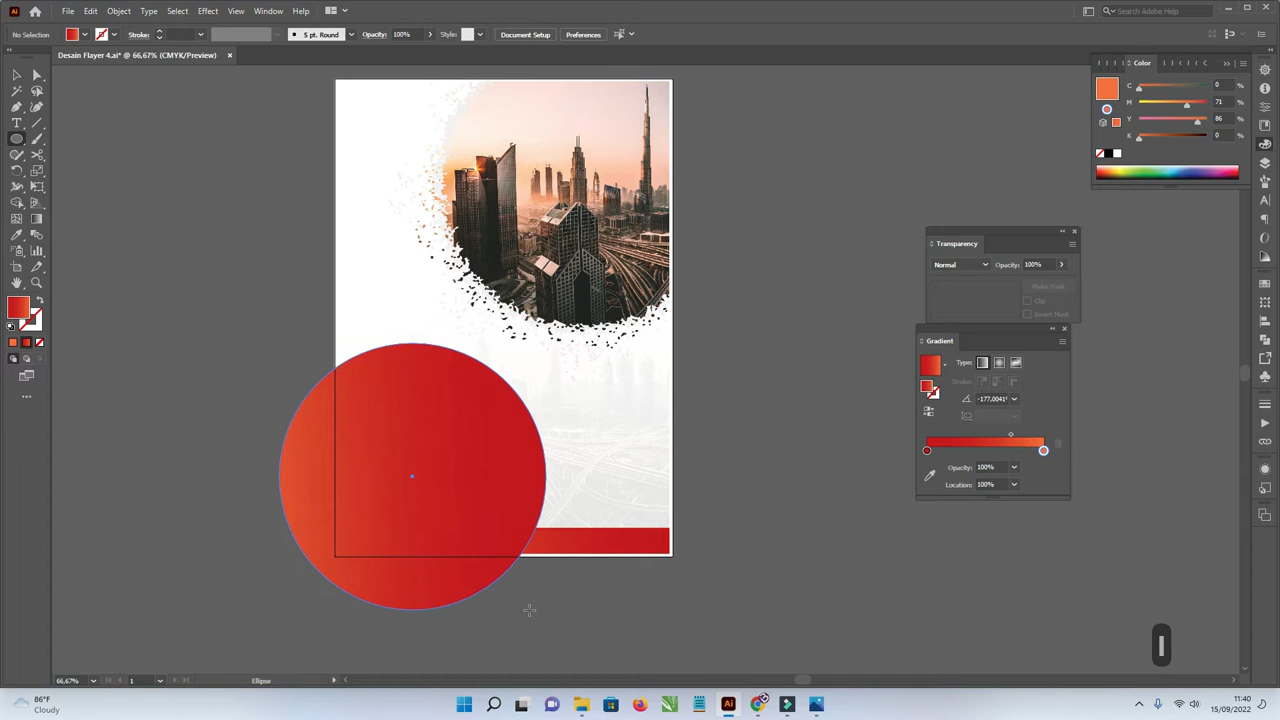 Ai File Edit Object Type Select Effect View Window Help Search Adobe Help
No Selection Stroke: 5 pt. Round Opacity: 100% Style: Document Setup Preferences
Desain Flayer 4.ai* @ 66,67% (CMYK/Preview) ×
Color
C 0 %
M 71 %
Y 86 %
K 0 %
Transparency
Normal Opacity: 100%
Make Mask
Clip
Invert Mask
Gradient
Type:
Stroke:
-177,0041°
Opacity: 100%
Location: 100%
66,67% 1 Ellipse
86°F
Cloudy
Ai
11:40
15/09/2022